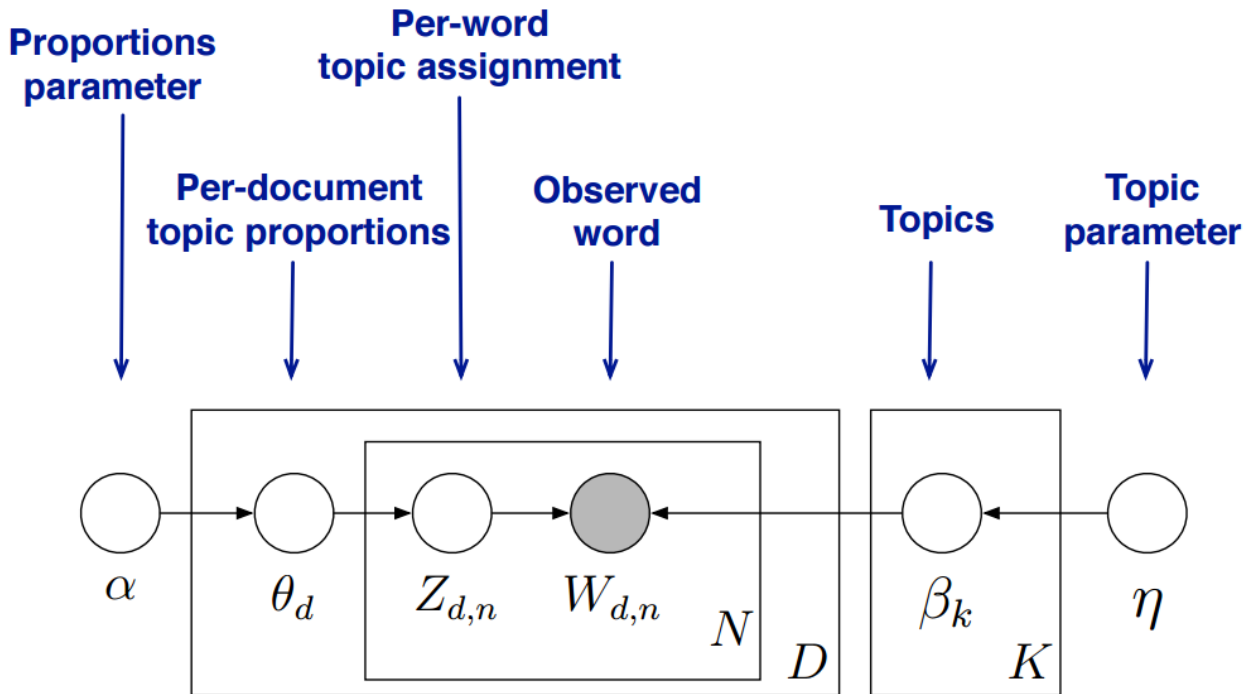 Proportions
parameter
Per-word
topic assignment
Per-document
topic proportions
Observed
word
Topics
Topic
parameter
α
θ_d
Z_{d,n}
W_{d,n}
N
D
β_k
K
η